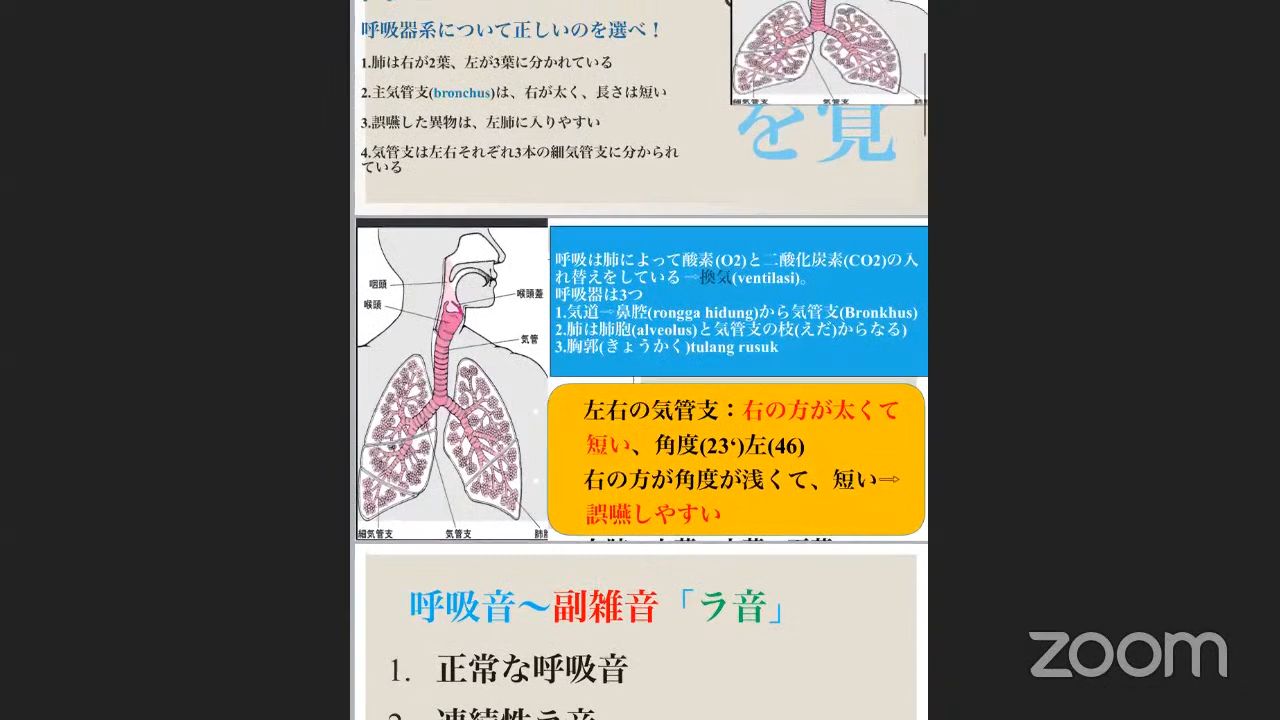 呼吸器系について正しいのを選べ！
1.肺は右が2葉、左が3葉に分かれている
2.主気管支(bronchus)は、右が太く、長さは短い
3.誤嚥した異物は、左肺に入りやすい
4.気管支は左右それぞれ3本の細気管支に分かられ
ている
細気管支
気管支
を覚
咽頭
喉頭
喉頭蓋
気管
細気管支
気管支
呼吸は肺によって酸素(O2)と二酸化炭素(CO2)の入
れ替えをしている⇨換気(ventilasi)。
呼吸器は3つ
1.気道⇨鼻腔(rongga hidung)から気管支(Bronkhus)
2.肺は肺胞(alveolus)と気管支の枝(えだ)からなる)
3.胸郭(きょうかく)tulang rusuk
左右の気管支：右の方が太くて
短い、角度(23‘)左(46)
右の方が角度が浅くて、短い⇨
誤嚥しやすい
呼吸音〜副雑音「ラ音」
1. 正常な呼吸音
2. 連続性ラ音
zoom